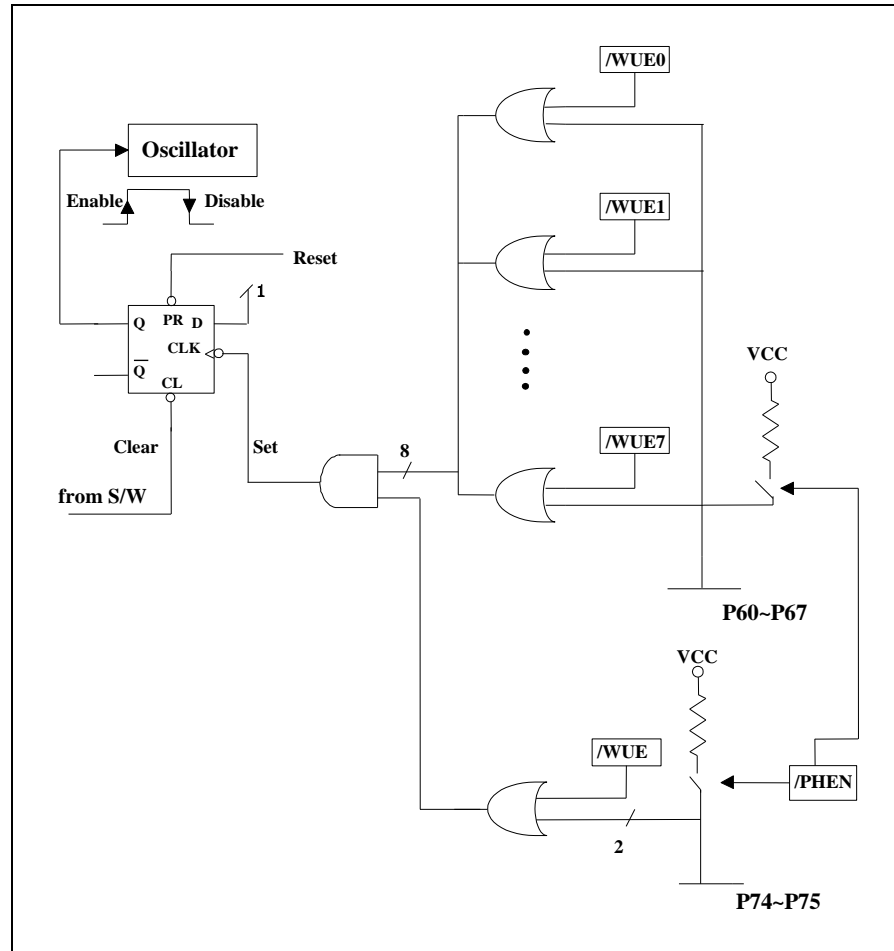 /WUE0
Oscillator
Enable
Disable
/WUE1
Reset
1
Q
PR
D
CLK
Q
CL
VCC
Clear
Set
8
/WUE7
from S/W
P60~P67
VCC
/WUE
/PHEN
2
P74~P75